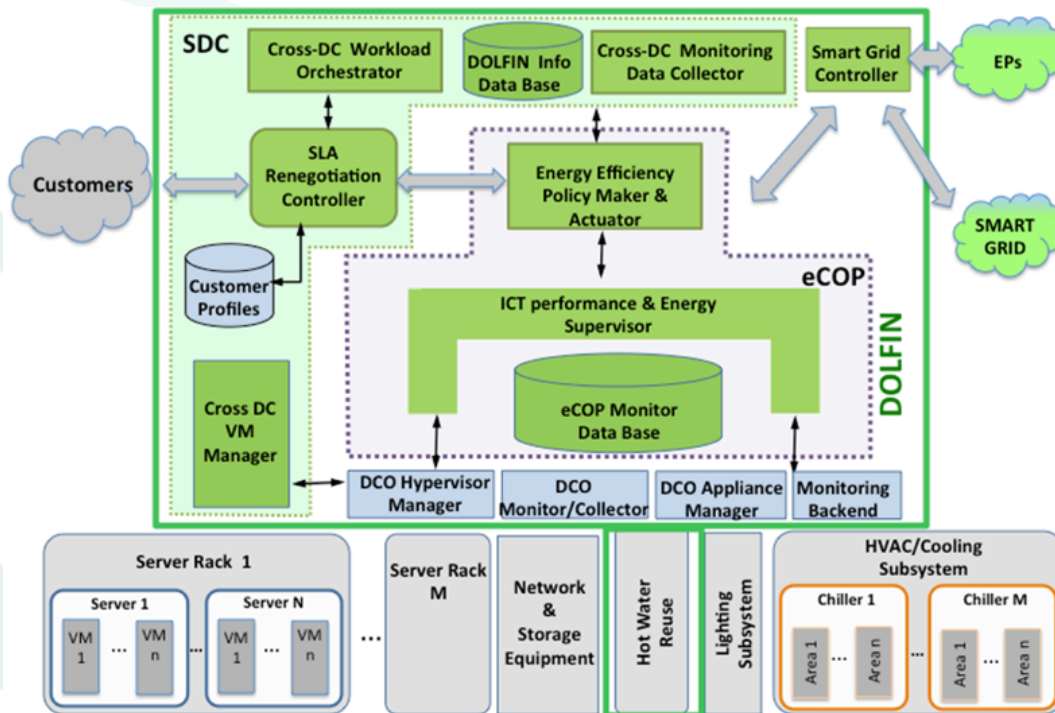 SDC
Cross-DC Workload
Orchestrator
DOLFIN Info
Data Base
Cross-DC Monitoring
Data Collector
Smart Grid
Controller
EPs
Customers
SLA
Renegotiation
Controller
Energy Efficiency
Policy Maker &
Actuator
SMART
GRID
Customer
Profiles
eCOP
ICT performance & Energy
Supervisor
DOLFIN
eCOP Monitor
Data Base
Cross DC
VM
Manager
DCO Hypervisor
Manager
DCO
Monitor/Collector
DCO Appliance
Manager
Monitoring
Backend
Server Rack 1
Server 1
VM
1
...
VM
n
...
Server N
VM
1
...
VM
n
...
Server Rack
M
Network
&
Storage
Equipment
Hot Water
Reuse
Lighting
Subsystem
HVAC/Cooling
Subsystem
Chiller 1
Area 1
...
Area n
...
Chiller M
Area 1
...
Area n